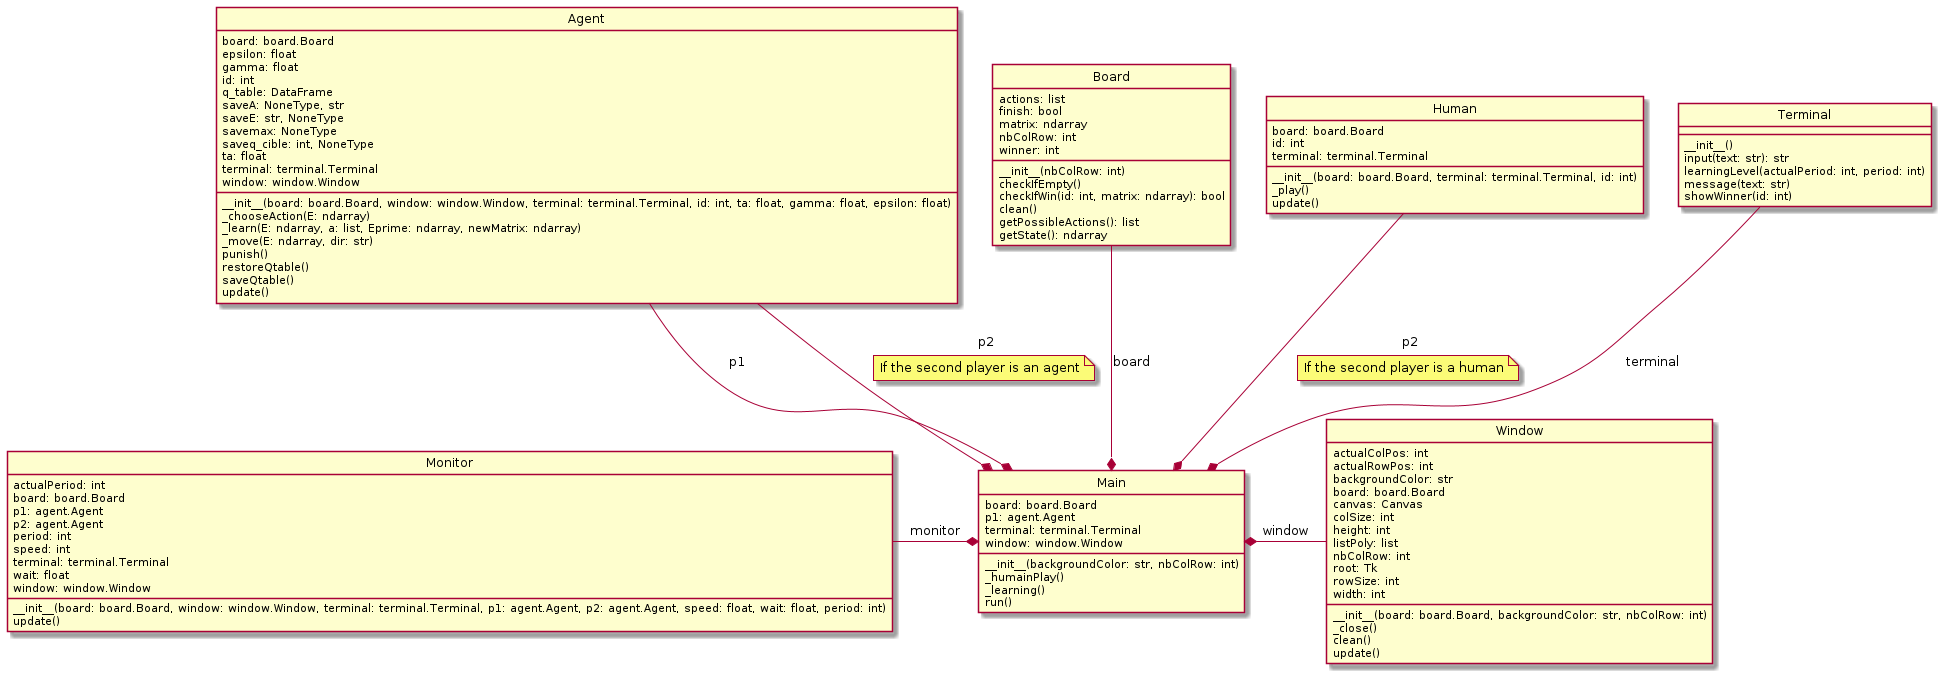 Agent
board: board.Board
epsilon: float
gamma: float
id: int
q_table: DataFrame
saveA: NoneType, str
saveE: str, NoneType
savemax: NoneType
saveq_cible: int, NoneType
ta: float
terminal: terminal.Terminal
window: window.Window
__init__(board: board.Board, window: window.Window, terminal: terminal.Terminal, id: int, ta: float, gamma: float, epsilon: float)
_chooseAction(E: ndarray)
_learn(E: ndarray, a: list, Eprime: ndarray, newMatrix: ndarray)
_move(E: ndarray, dir: str)
punish()
restoreQtable()
saveQtable()
update()
Board
actions: list
finish: bool
matrix: ndarray
nbColRow: int
winner: int
__init__(nbColRow: int)
checkIfEmpty()
checkIfWin(id: int, matrix: ndarray): bool
clean()
getPossibleActions(): list
getState(): ndarray
Human
board: board.Board
id: int
terminal: terminal.Terminal
__init__(board: board.Board, terminal: terminal.Terminal, id: int)
_play()
update()
Terminal
__init__()
input(text: str): str
learningLevel(actualPeriod: int, period: int)
message(text: str)
showWinner(id: int)
p1
p2
If the second player is an agent
board
p2
If the second player is a human
terminal
Monitor
actualPeriod: int
board: board.Board
p1: agent.Agent
p2: agent.Agent
period: int
speed: int
terminal: terminal.Terminal
wait: float
window: window.Window
__init__(board: board.Board, window: window.Window, terminal: terminal.Terminal, p1: agent.Agent, p2: agent.Agent, speed: float, wait: float, period: int)
update()
monitor
Main
board: board.Board
p1: agent.Agent
terminal: terminal.Terminal
window: window.Window
__init__(backgroundColor: str, nbColRow: int)
_humainPlay()
_learning()
run()
window
Window
actualColPos: int
actualRowPos: int
backgroundColor: str
board: board.Board
canvas: Canvas
colSize: int
height: int
listPoly: list
nbColRow: int
root: Tk
rowSize: int
width: int
__init__(board: board.Board, backgroundColor: str, nbColRow: int)
_close()
clean()
update()